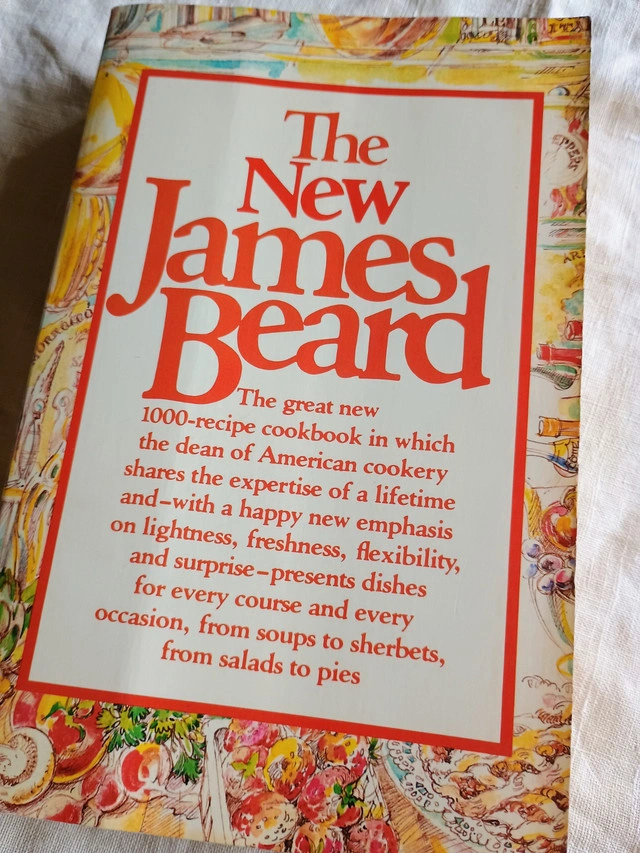 The
New
James
Beard
The great new
1000-recipe cookbook in which
the dean of American cookery
shares the expertise of a lifetime
and–with a happy new emphasis
on lightness, freshness, flexibility,
and surprise–presents dishes
for every course and every
occasion, from soups to sherbets,
from salads to pies